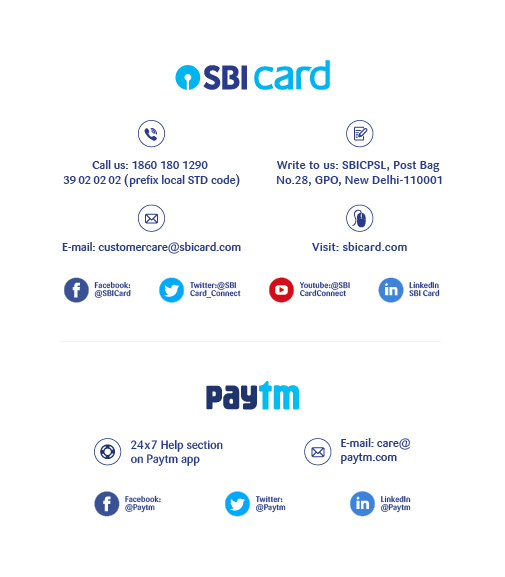 SBI card
Call us: 1860 180 1290
39 02 02 02 (prefix local STD code)
Write to us: SBICPSL, Post Bag
No.28, GPO, New Delhi-110001
E-mail: customercare@sbicard.com
Visit: sbicard.com
Facebook:
@SBICard
Twitter:@SBI
Card_Connect
Youtube:@SBI
CardConnect
LinkedIn
SBI Card
paytm
24x7 Help section
on Paytm app
E-mail: care@
paytm.com
Facebook:
@Paytm
Twitter:
@Paytm
LinkedIn
@Paytm